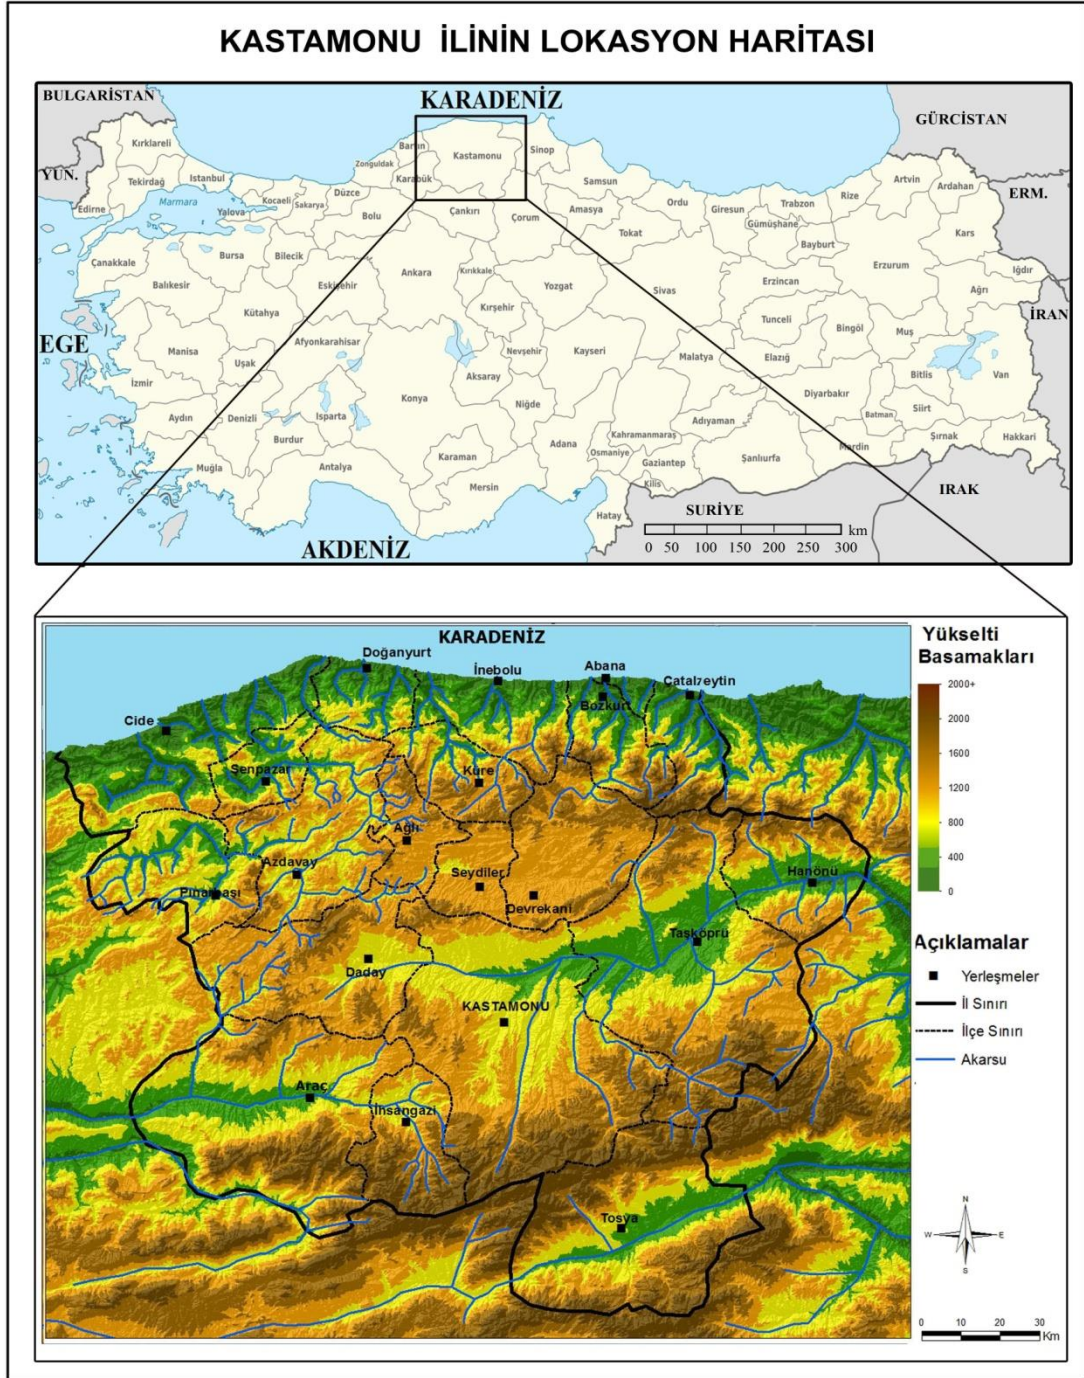 KASTAMONU İLİNİN LOKASYON HARİTASI
BULGARİSTAN
KARADENİZ
GÜRCİSTAN
YUN.
ERM.
İRAN
EGE
AKDENİZ
SURİYE
IRAK
Kırklareli
Tekirdağ
Istanbul
Edirne
Marmara
Yalova
Kocaeli
Sakarya
Düzce
Zonguldak
Bartın
Karabük
Kastamonu
Sinop
Samsun
Bolu
Çankırı
Çorum
Amasya
Ordu
Giresun
Trabzon
Rize
Artvin
Ardahan
Gümüşhane
Tokat
Bayburt
Kars
Çanakkale
Bursa
Bilecik
Balıkesir
Eskişehir
Ankara
Kırıkkale
Yozgat
Sivas
Erzincan
Erzurum
Iğdır
Ağrı
Kütahya
Kırşehir
Tunceli
Bingöl
Muş
Manisa
Uşak
Afyonkarahisar
Nevşehir
Kayseri
Malatya
Elazığ
Bitlis
Van
İzmir
Aksaray
Konya
Niğde
Diyarbakır
Batman
Siirt
Aydın
Denizli
Isparta
Burdur
Adıyaman
Kahramanmaraş
Adana
Osmaniye
Gaziantep
Şanlıurfa
Mardin
Şırnak
Hakkari
Muğla
Antalya
Karaman
Mersin
Kilis
Hatay
km
0 50 100 150 200 250 300
KARADENİZ
Doğanyurt
İnebolu
Abana
Çatalzeytin
Bozkurt
Cide
Şenpazar
Küre
Ağlı
Azdavay
Seydiler
Hanönü
Pınarbaşı
Devrekani
Taşköprü
Daday
KASTAMONU
Araç
İhsangazi
Tosya
Yükselti
Basamakları
2000+
2000
1600
1200
800
400
0
Açıklamalar
Yerleşmeler
İl Sınırı
İlçe Sınırı
Akarsu
N
W E
S
0 10 20 30
Km